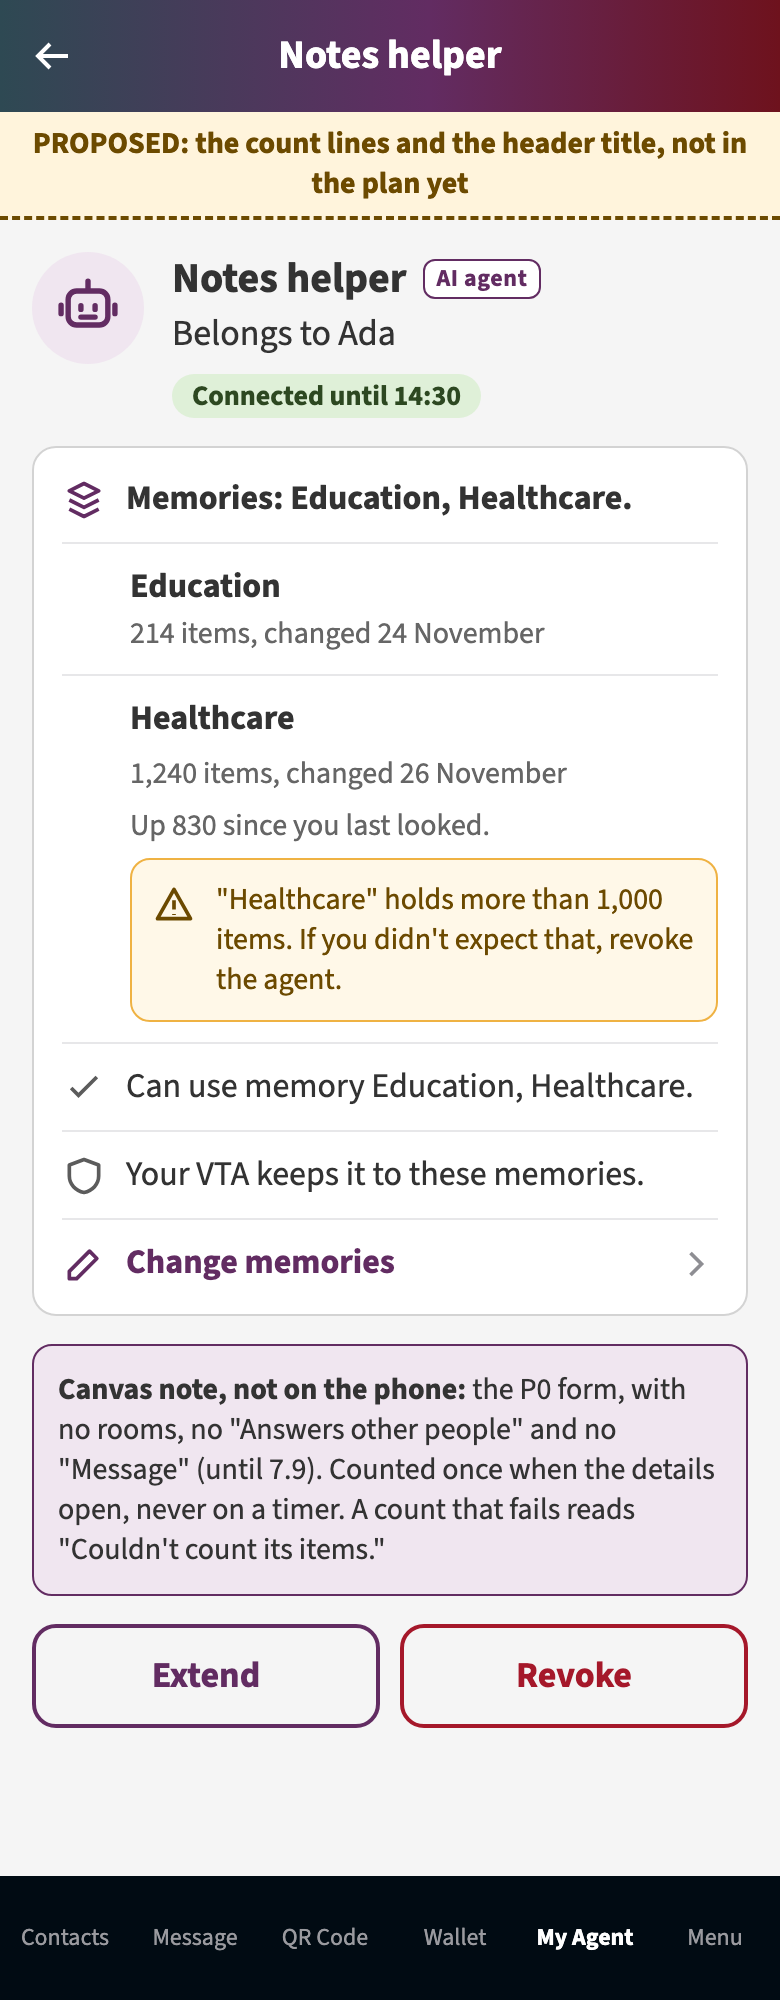 Notes helper
PROPOSED: the count lines and the header title, not in
the plan yet
Notes helper
AI agent
Belongs to Ada
Connected until 14:30
Memories: Education, Healthcare.
Education
214 items, changed 24 November
Healthcare
1,240 items, changed 26 November
Up 830 since you last looked.
"Healthcare" holds more than 1,000
items. If you didn't expect that, revoke
the agent.
Can use memory Education, Healthcare.
Your VTA keeps it to these memories.
Change memories
Canvas note, not on the phone: the P0 form, with
no rooms, no "Answers other people" and no
"Message" (until 7.9). Counted once when the details
open, never on a timer. A count that fails reads
"Couldn't count its items."
Extend
Revoke
Contacts
Message
QR Code
Wallet
My Agent
Menu